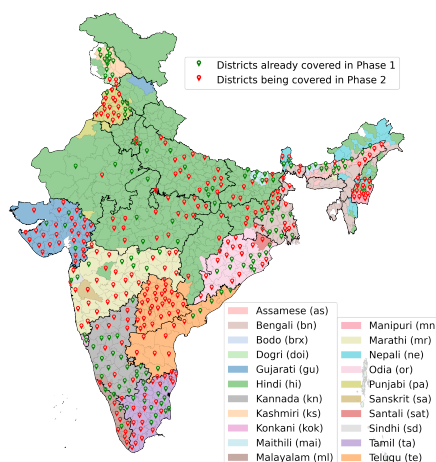 Districts already covered in Phase 1
Districts being covered in Phase 2
Assamese (as)
Bengali (bn)
Bodo (brx)
Dogri (doi)
Gujarati (gu)
Hindi (hi)
Kannada (kn)
Kashmiri (ks)
Konkani (kok)
Maithili (mai)
Malayalam (ml)
Manipuri (mn
Marathi (mr)
Nepali (ne)
Odia (or)
Punjabi (pa)
Sanskrit (sa)
Santali (sat)
Sindhi (sd)
Tamil (ta)
Telugu (te)